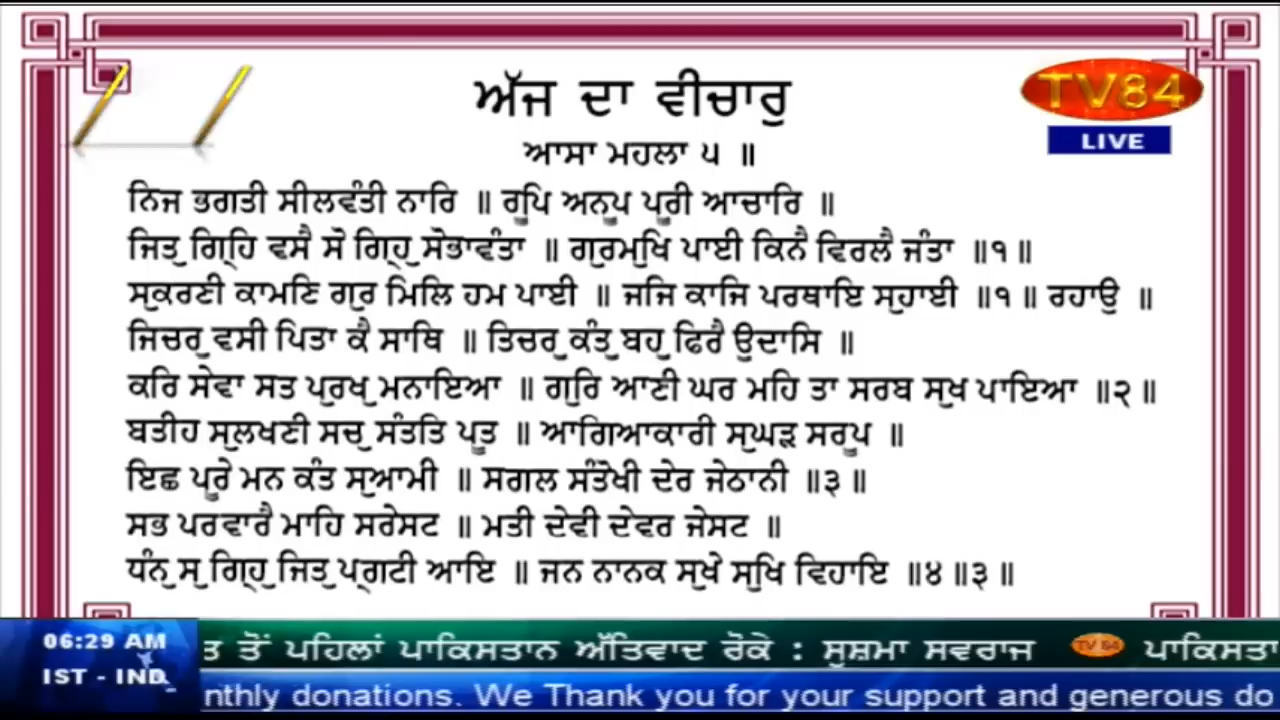 ਅੱਜ ਦਾ ਵੀਚਾਰੁ
TV84
LIVE
ਆਸਾ ਮਹਲਾ ੫ ॥
ਨਿਜ ਭਗਤੀ ਸੀਲਵੰਤੀ ਨਾਰਿ ॥ ਰੂਪਿ ਅਨੂਪ ਪੂਰੀ ਆਚਾਰਿ ॥
ਜਿਤੁ ਗ੍ਰਿਹਿ ਵਸੈ ਸੋ ਗ੍ਰਿਹੁ ਸੋਭਾਵੰਤਾ ॥ ਗੁਰਮੁਖਿ ਪਾਈ ਕਿਨੈ ਵਿਰਲੈ ਜੰਤਾ ॥੧॥
ਸੁਕਰਣੀ ਕਾਮਣਿ ਗੁਰ ਮਿਲਿ ਹਮ ਪਾਈ ॥ ਜਜਿ ਕਾਜਿ ਪਰਥਾਇ ਸੁਹਾਈ ॥੧॥ ਰਹਾਉ ॥
ਜਿਚਰੁ ਵਸੀ ਪਿਤਾ ਕੈ ਸਾਥਿ ॥ ਤਿਚਰੁ ਕੰਤੁ ਬਹੁ ਫਿਰੈ ਉਦਾਸਿ ॥
ਕਰਿ ਸੇਵਾ ਸਤ ਪੁਰਖੁ ਮਨਾਇਆ ॥ ਗੁਰਿ ਆਣੀ ਘਰ ਮਹਿ ਤਾ ਸਰਬ ਸੁਖ ਪਾਇਆ ॥੨॥
ਬਤੀਹ ਸੁਲਖਣੀ ਸਚੁ ਸੰਤਤਿ ਪੂਤ ॥ ਆਗਿਆਕਾਰੀ ਸੁਘੜ ਸਰੂਪ ॥
ਇਛ ਪੂਰੇ ਮਨ ਕੰਤ ਸੁਆਮੀ ॥ ਸਗਲ ਸੰਤੋਖੀ ਦੇਰ ਜੇਠਾਨੀ ॥੩॥
ਸਭ ਪਰਵਾਰੈ ਮਾਹਿ ਸਰੇਸਟ ॥ ਮਤੀ ਦੇਵੀ ਦੇਵਰ ਜੇਸਟ ॥
ਧੰਨੁ ਸੁ ਗ੍ਰਿਹੁ ਜਿਤੁ ਪ੍ਰਗਟੀ ਆਇ ॥ ਜਨ ਨਾਨਕ ਸੁਖੇ ਸੁਖਿ ਵਿਹਾਇ ॥੪॥੩॥
06:29 AM
IST - IND
ਤ ਤੋਂ ਪਹਿਲਾਂ ਪਾਕਿਸਤਾਨ ਅੱਤਿਵਾਦ ਰੋਕੇ : ਸੁਸ਼ਮਾ ਸਵਰਾਜ TV 84 ਪਾਕਿਸਤਾ
nthly donations. We Thank you for your support and generous do